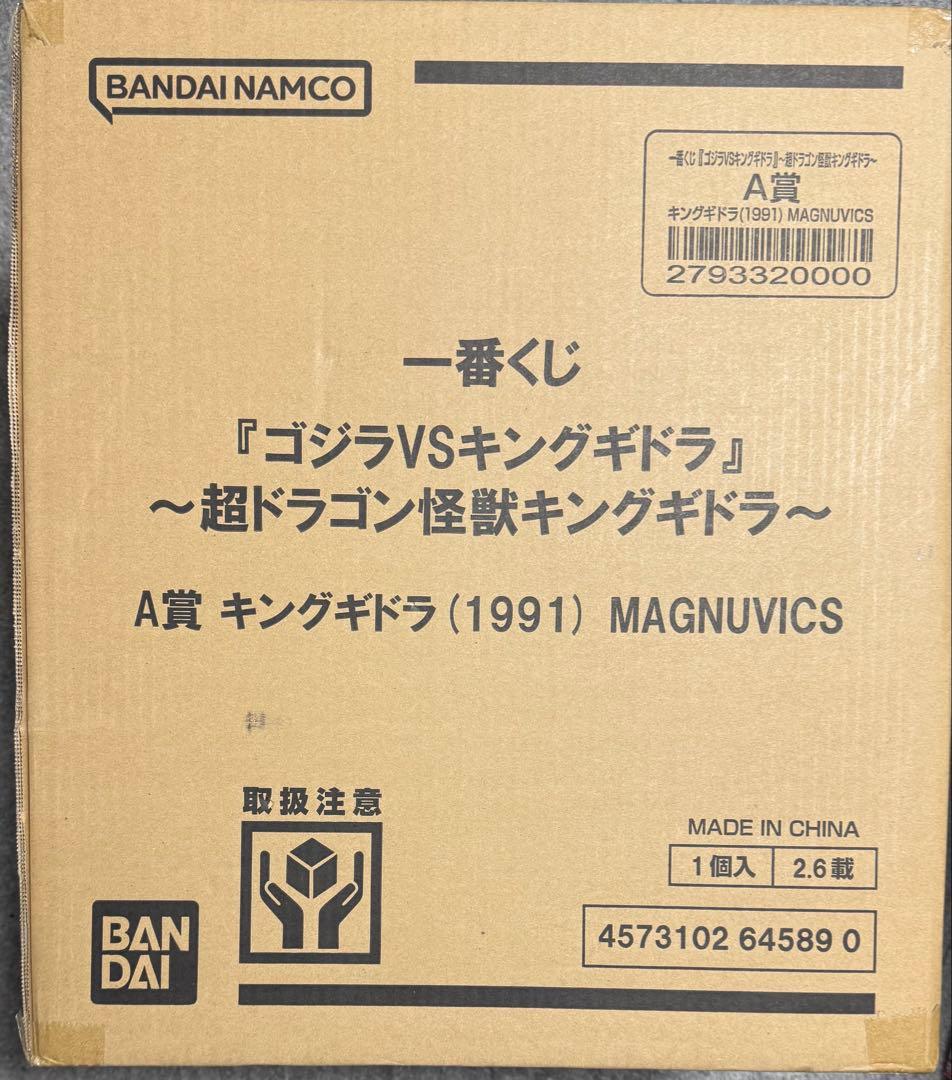 BANDAI NAMCO
一番くじ『ゴジラVSキングギドラ』～超ドラゴン怪獣キングギドラ～
A賞
キングギドラ(1991) MAGNUVICS
2793320000
一番くじ
『ゴジラVSキングギドラ』
～超ドラゴン怪獣キングギドラ～
A賞 キングギドラ(1991) MAGNUVICS
取扱注意
MADE IN CHINA
1個入 2.6載
4573102 64589 0
BAN
DAI